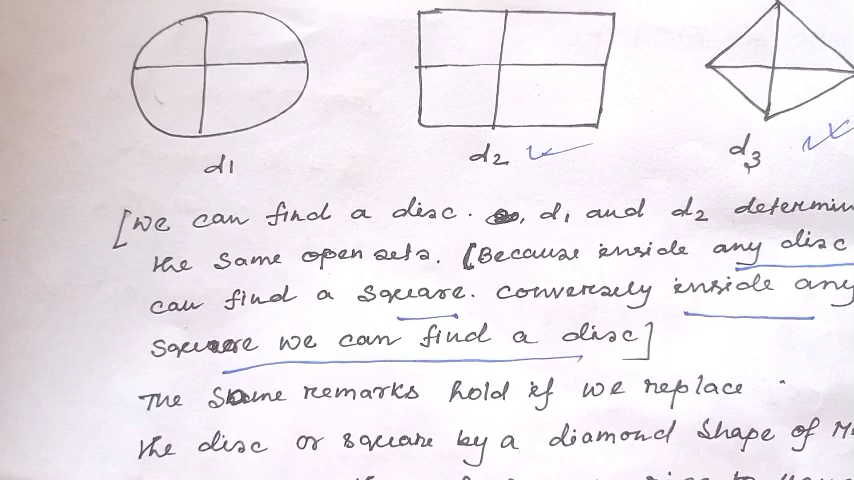 d1
d2
d3
[we can find a disc. so, d1 and d2 determin
the same open sets. [Because inside any disc
can find a square. conversely inside any
square we can find a disc]
The same remarks hold if we replace
the disc or square by a diamond shape of